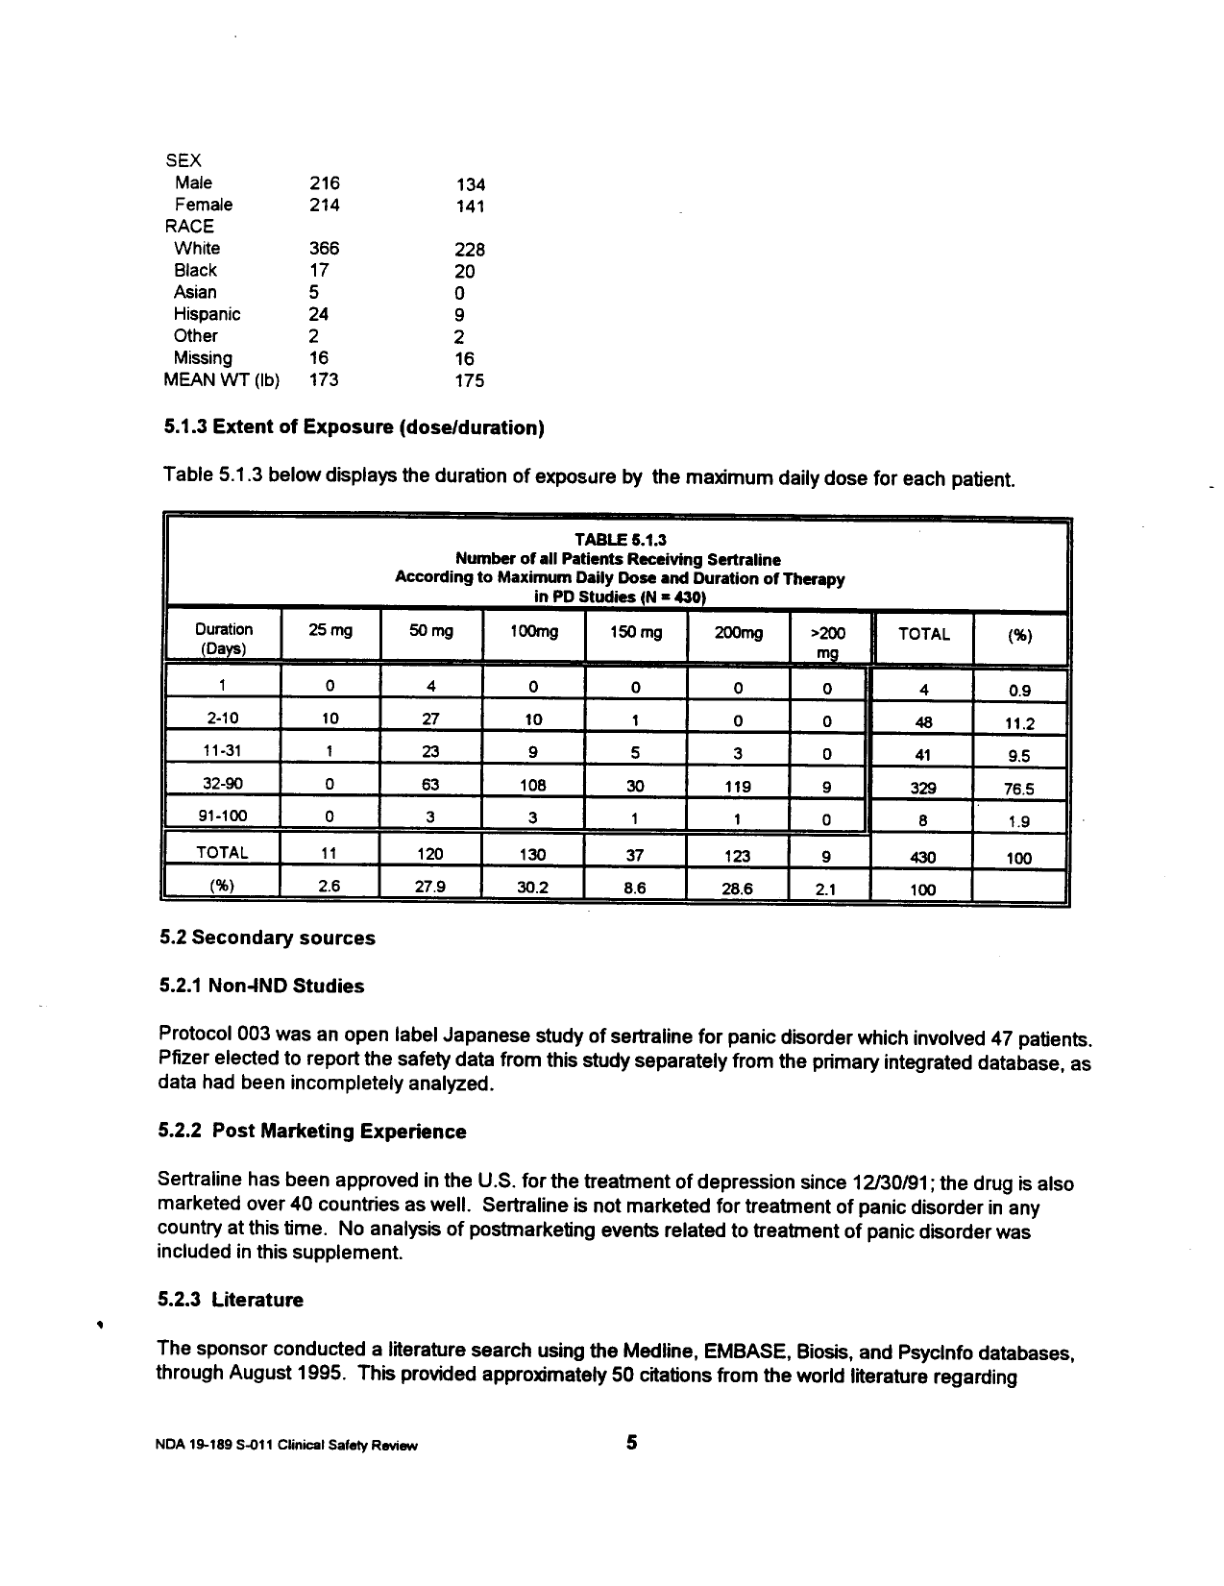 SEX
Male 216 134
Female 214 141
RACE
White 366 228
Black 17 20
Asian 5 0
Hispanic 24 9
Other 2 2
Missing 16 16
MEAN WT (lb) 173 175
5.1.3 Extent of Exposure (dose/duration)
Table 5.1.3 below displays the duration of exposure by the maximum daily dose for each patient.
TABLE 5.1.3
Number of all Patients Receiving Sertraline
According to Maximum Daily Dose and Duration of Therapy
in PD Studies (N = 430)
Duration (Days) 25 mg 50 mg 100mg 150 mg 200mg >200 mg TOTAL (%)
1 0 4 0 0 0 0 4 0.9
2-10 10 27 10 1 0 0 48 11.2
11-31 1 23 9 5 3 0 41 9.5
32-90 0 63 108 30 119 9 329 76.5
91-100 0 3 3 1 1 0 8 1.9
TOTAL 11 120 130 37 123 9 430 100
(%) 2.6 27.9 30.2 8.6 28.6 2.1 100
5.2 Secondary sources
5.2.1 Non-IND Studies
Protocol 003 was an open label Japanese study of sertraline for panic disorder which involved 47 patients.
Pfizer elected to report the safety data from this study separately from the primary integrated database, as
data had been incompletely analyzed.
5.2.2 Post Marketing Experience
Sertraline has been approved in the U.S. for the treatment of depression since 12/30/91; the drug is also
marketed over 40 countries as well. Sertraline is not marketed for treatment of panic disorder in any
country at this time. No analysis of postmarketing events related to treatment of panic disorder was
included in this supplement.
5.2.3 Literature
The sponsor conducted a literature search using the Medline, EMBASE, Biosis, and PsycInfo databases,
through August 1995. This provided approximately 50 citations from the world literature regarding
NDA 19-189 S-011 Clinical Safety Review 5